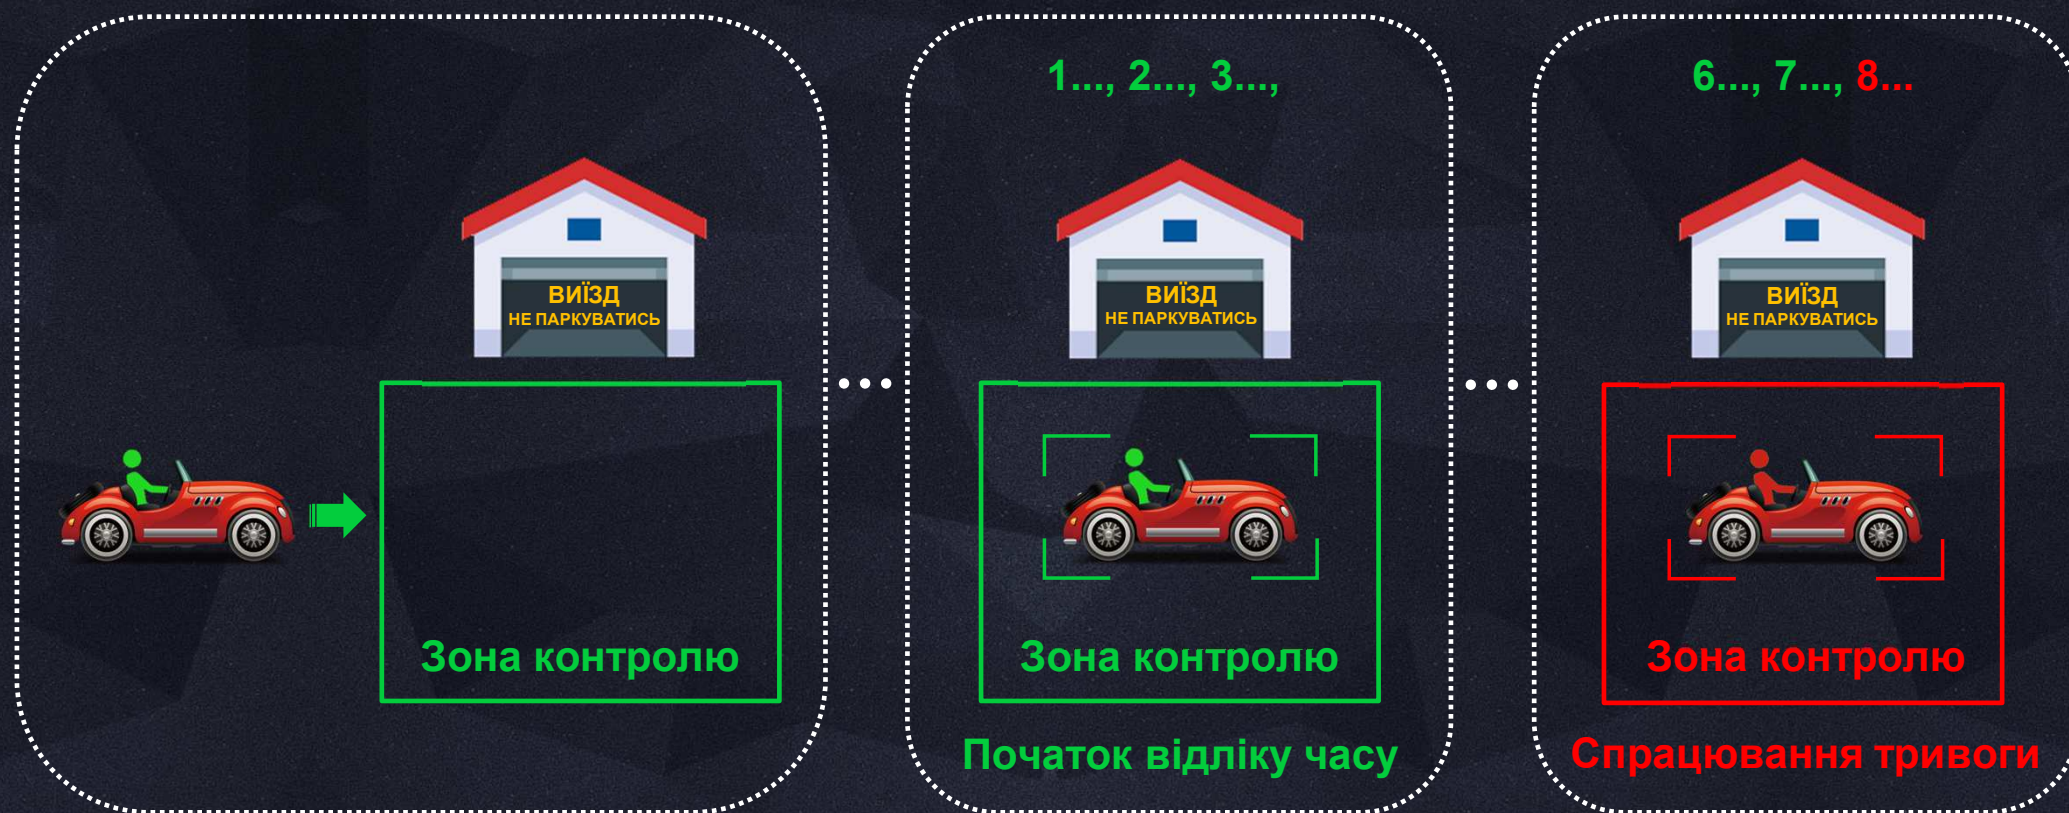 ВИЇЗД
НЕ ПАРКУВАТИСЬ
Зона контролю
1..., 2..., 3...,
ВИЇЗД
НЕ ПАРКУВАТИСЬ
Зона контролю
Початок відліку часу
6..., 7..., 8...
ВИЇЗД
НЕ ПАРКУВАТИСЬ
Зона контролю
Спрацювання тривоги